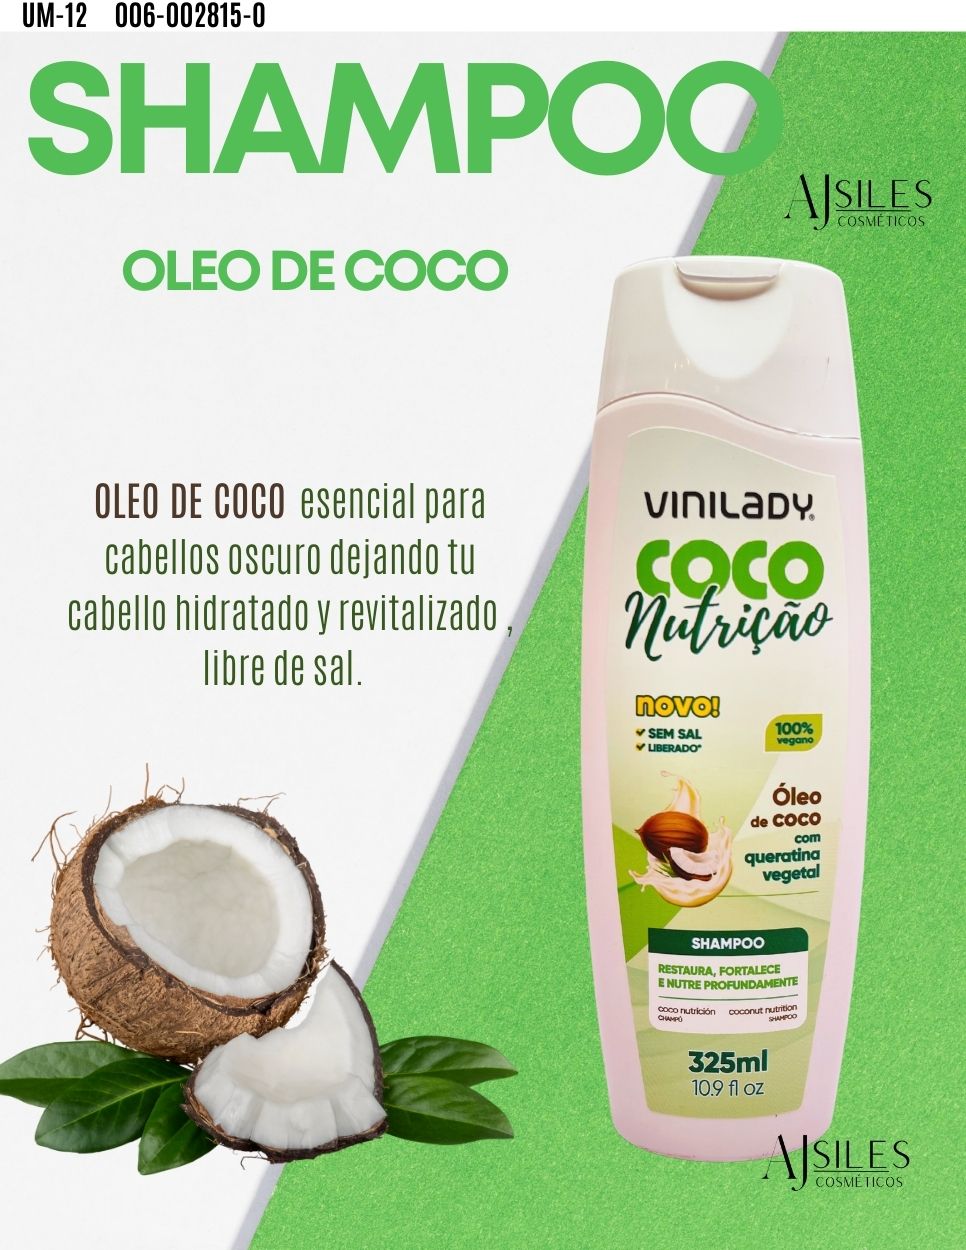 UM-12 006-002815-0
SHAMPOO
AJSILES
COSMÉTICOS
OLEO DE COCO
OLEO DE COCO esencial para
cabellos oscuro dejando tu
cabello hidratado y revitalizado ,
libre de sal.
VINILADY®
COCO
Nutrição
novo!
SEM SAL
LIBERADO*
100%
vegano
Óleo
de coco
com
queratina
vegetal
SHAMPOO
RESTAURA, FORTALECE
E NUTRE PROFUNDAMENTE
coco nutrición coconut nutrition
CHAMPÚ SHAMPOO
325ml
10.9 fl oz
AJSILES
COSMÉTICOS